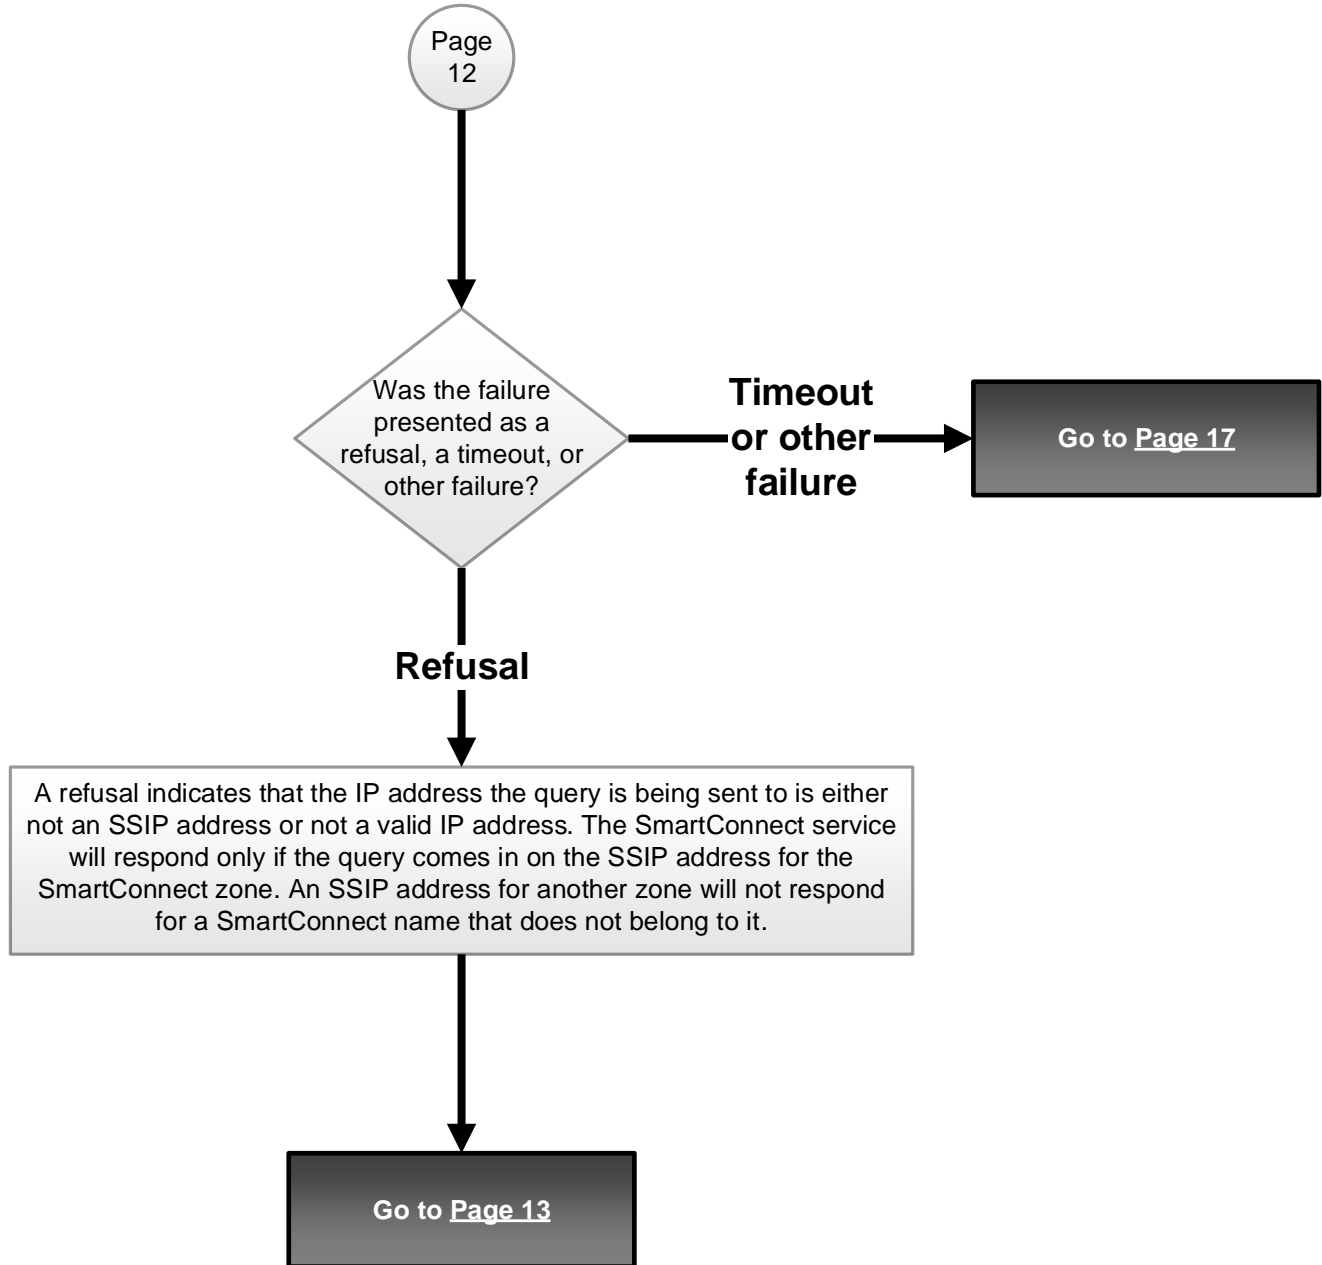 Page
12
Was the failure
presented as a
refusal, a timeout, or
other failure?
Timeout
or other
failure
Go to Page 17
Refusal
A refusal indicates that the IP address the query is being sent to is either
not an SSIP address or not a valid IP address. The SmartConnect service
will respond only if the query comes in on the SSIP address for the
SmartConnect zone. An SSIP address for another zone will not respond
for a SmartConnect name that does not belong to it.
Go to Page 13